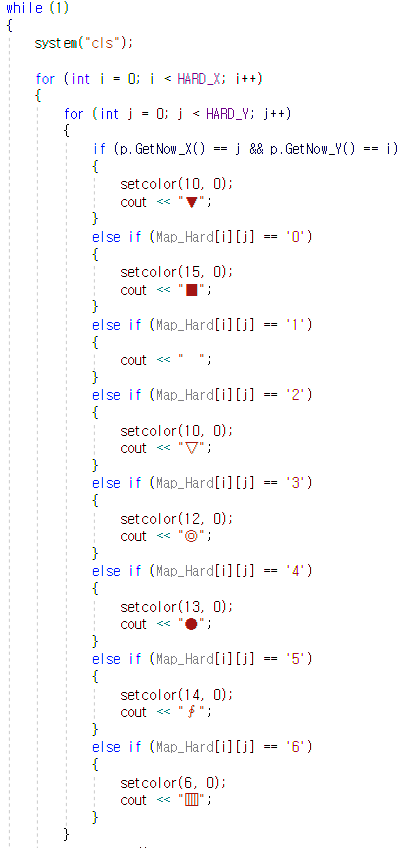 while (1)
{
system("cls");
for (int i = 0; i < HARD_X; i++)
{
for (int j = 0; j < HARD_Y; j++)
{
if (p.GetNow_X() == j && p.GetNow_Y() == i)
{
setcolor(10, 0);
cout << "▼";
}
else if (Map_Hard[i][j] == '0')
{
setcolor(15, 0);
cout << "■";
}
else if (Map_Hard[i][j] == '1')
{
cout << "  ";
}
else if (Map_Hard[i][j] == '2')
{
setcolor(10, 0);
cout << "▽";
}
else if (Map_Hard[i][j] == '3')
{
setcolor(12, 0);
cout << "◎";
}
else if (Map_Hard[i][j] == '4')
{
setcolor(13, 0);
cout << "●";
}
else if (Map_Hard[i][j] == '5')
{
setcolor(14, 0);
cout << "∮";
}
else if (Map_Hard[i][j] == '6')
{
setcolor(6, 0);
cout << "▥";
}
}